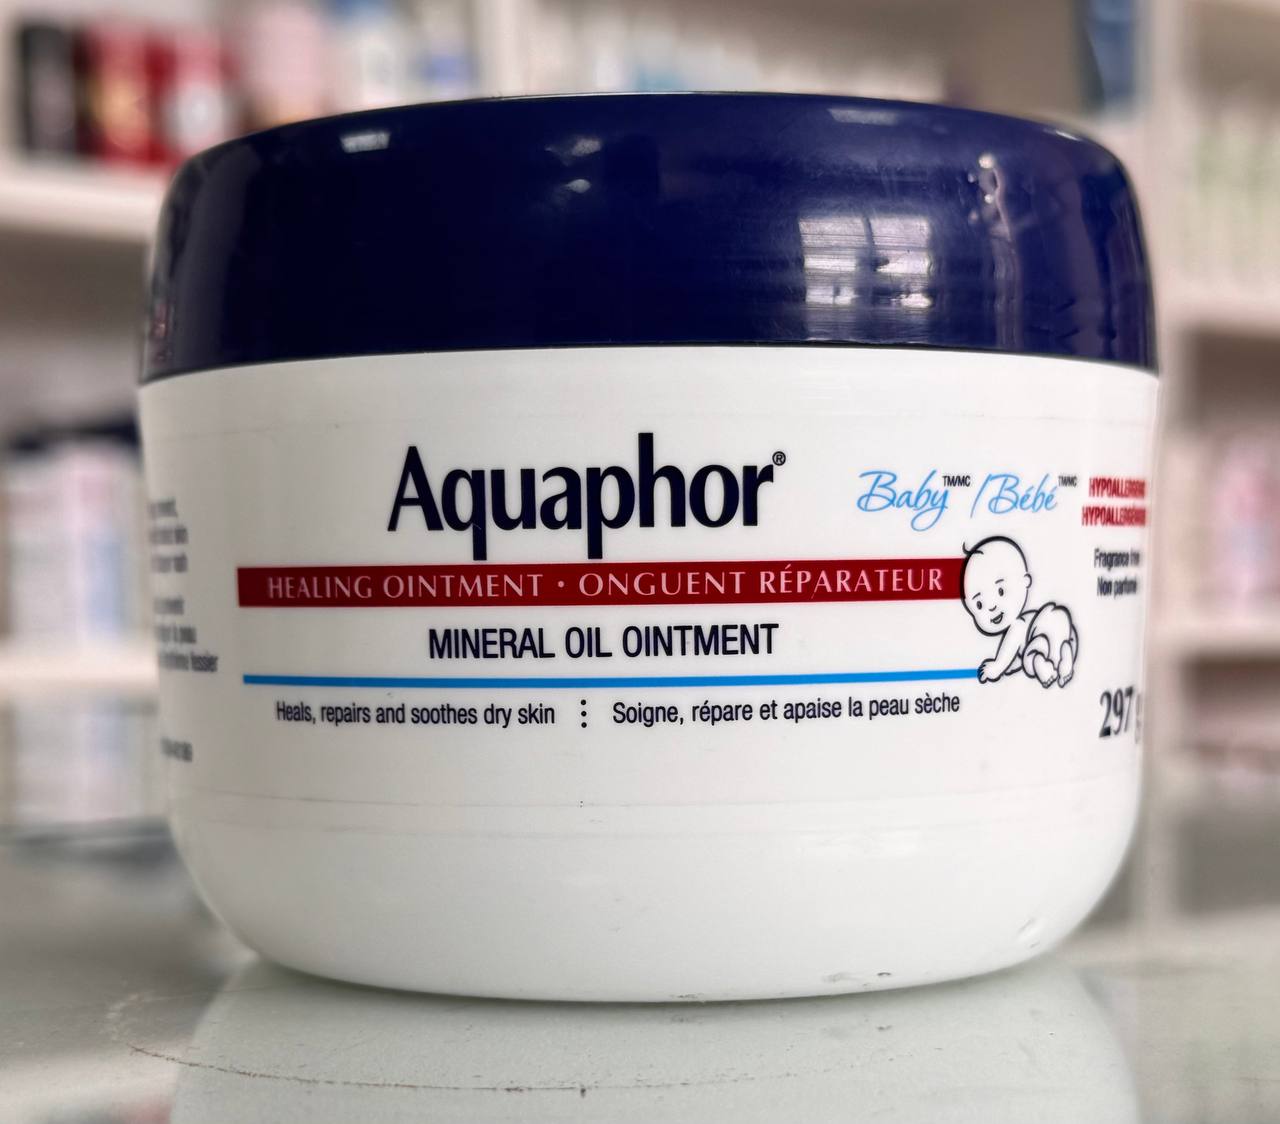 Aquaphor®
Baby™/MC / Bébé™/MC
HEALING OINTMENT • ONGUENT RÉPARATEUR
MINERAL OIL OINTMENT
Heals, repairs and soothes dry skin ⋮ Soigne, répare et apaise la peau sèche
Fragrance free
Non parfumé
297 g